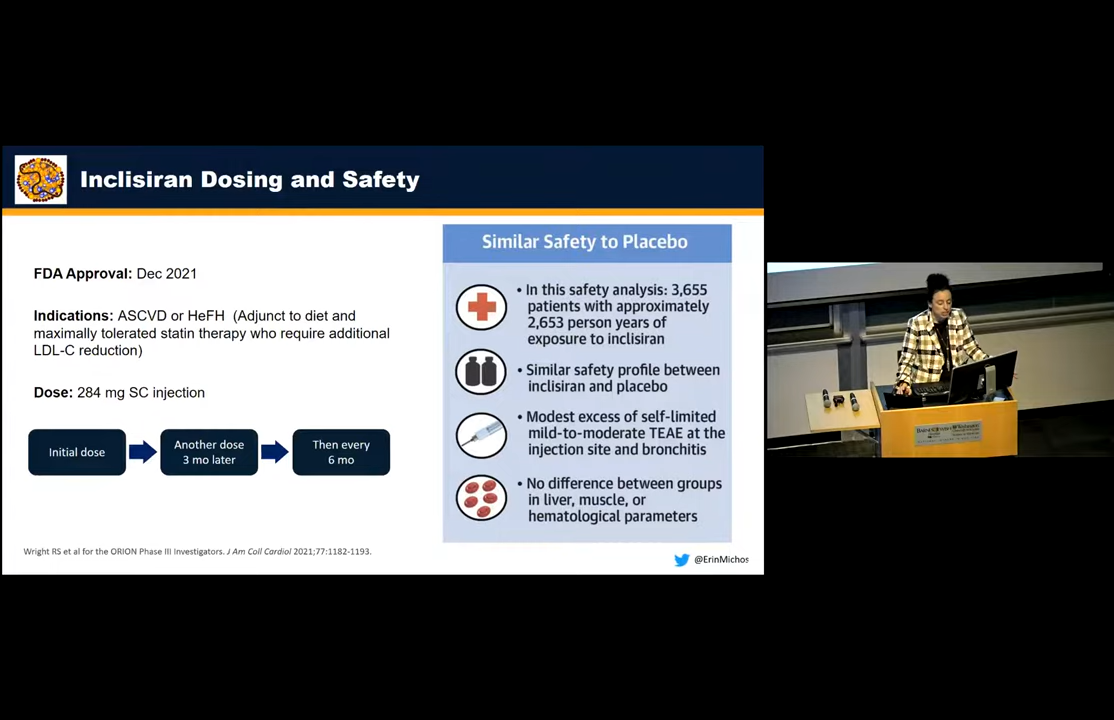 Inclisiran Dosing and Safety
FDA Approval: Dec 2021
Indications: ASCVD or HeFH (Adjunct to diet and
maximally tolerated statin therapy who require additional
LDL-C reduction)
Dose: 284 mg SC injection
Initial dose
Another dose
3 mo later
Then every
6 mo
Wright RS et al for the ORION Phase III Investigators. J Am Coll Cardiol 2021;77:1182-1193.
Similar Safety to Placebo
• In this safety analysis: 3,655
patients with approximately
2,653 person years of
exposure to inclisiran
• Similar safety profile between
inclisiran and placebo
• Modest excess of self-limited
mild-to-moderate TEAE at the
injection site and bronchitis
• No difference between groups
in liver, muscle, or
hematological parameters
@ErinMichos